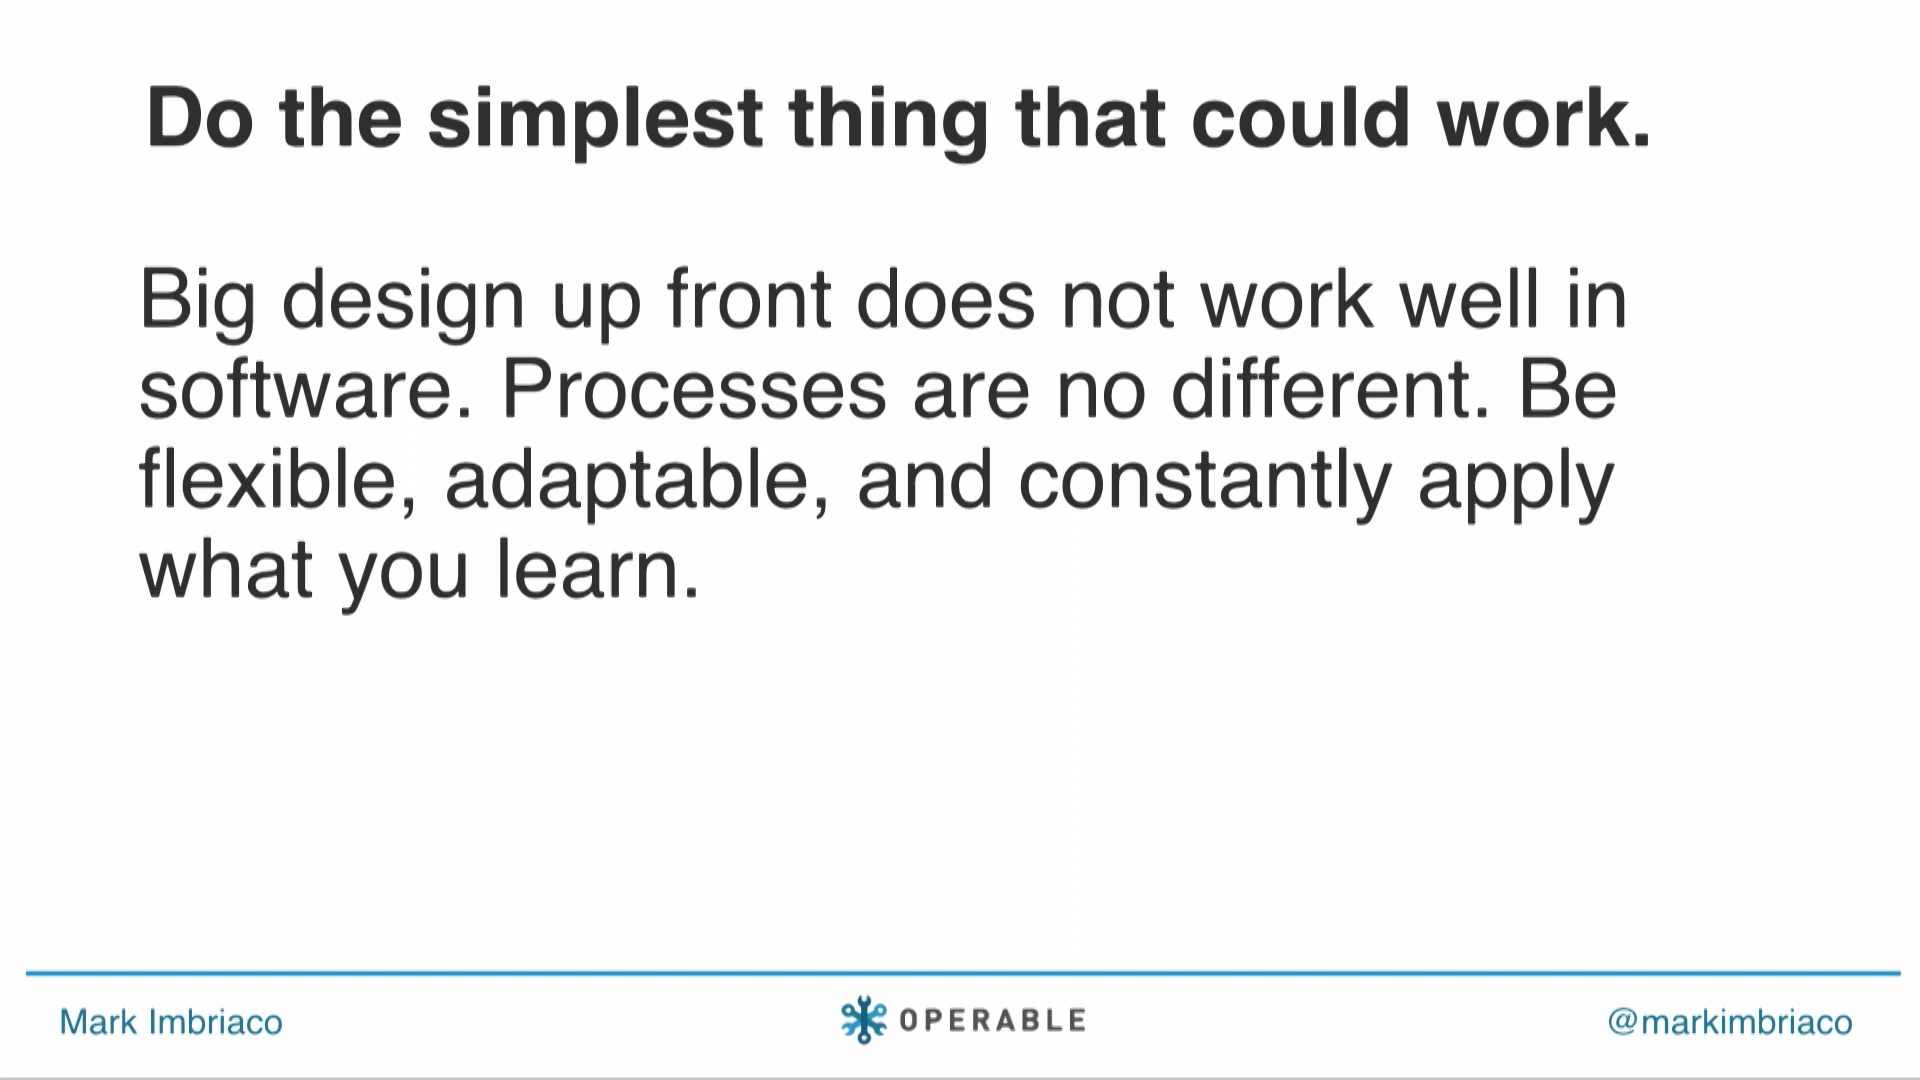 Do the simplest thing that could work.
Big design up front does not work well in
software. Processes are no different. Be
flexible, adaptable, and constantly apply
what you learn.
Mark Imbriaco
OPERABLE
@markimbriaco